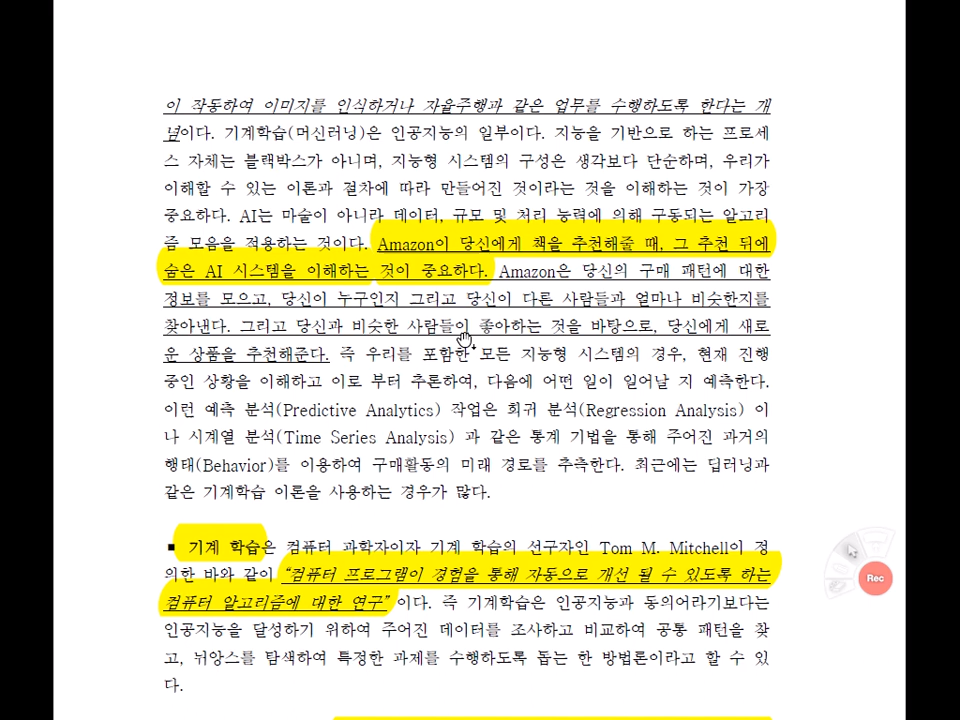 이 작동하여 이미지를 인식하거나 자율주행과 같은 업무를 수행하도록 한다는 개
념이다. 기계학습(머신러닝)은 인공지능의 일부이다. 지능을 기반으로 하는 프로세
스 자체는 블랙박스가 아니며, 지능형 시스템의 구성은 생각보다 단순하며, 우리가
이해할 수 있는 이론과 절차에 따라 만들어진 것이라는 것을 이해하는 것이 가장
중요하다. AI는 마술이 아니라 데이터, 규모 및 처리 능력에 의해 구동되는 알고리
즘 모음을 적용하는 것이다. Amazon이 당신에게 책을 추천해줄 때, 그 추천 뒤에
숨은 AI 시스템을 이해하는 것이 중요하다. Amazon은 당신의 구매 패턴에 대한
정보를 모으고, 당신이 누구인지 그리고 당신이 다른 사람들과 얼마나 비슷한지를
찾아낸다. 그리고 당신과 비슷한 사람들이 좋아하는 것을 바탕으로, 당신에게 새로
운 상품을 추천해준다. 즉 우리를 포함한 모든 지능형 시스템의 경우, 현재 진행
중인 상황을 이해하고 이로 부터 추론하여, 다음에 어떤 일이 일어날 지 예측한다.
이런 예측 분석(Predictive Analytics) 작업은 회귀 분석(Regression Analysis) 이
나 시계열 분석(Time Series Analysis) 과 같은 통계 기법을 통해 주어진 과거의
행태(Behavior)를 이용하여 구매활동의 미래 경로를 추측한다. 최근에는 딥러닝과
같은 기계학습 이론을 사용하는 경우가 많다.
▪ 기계 학습은 컴퓨터 과학자이자 기계 학습의 선구자인 Tom M. Mitchell이 정
의한 바와 같이 “컴퓨터 프로그램이 경험을 통해 자동으로 개선 될 수 있도록 하는
컴퓨터 알고리즘에 대한 연구” 이다. 즉 기계학습은 인공지능과 동의어라기보다는
인공지능을 달성하기 위하여 주어진 데이터를 조사하고 비교하여 공통 패턴을 찾
고, 뉘앙스를 탐색하여 특정한 과제를 수행하도록 돕는 한 방법론이라고 할 수 있
다.
Rec